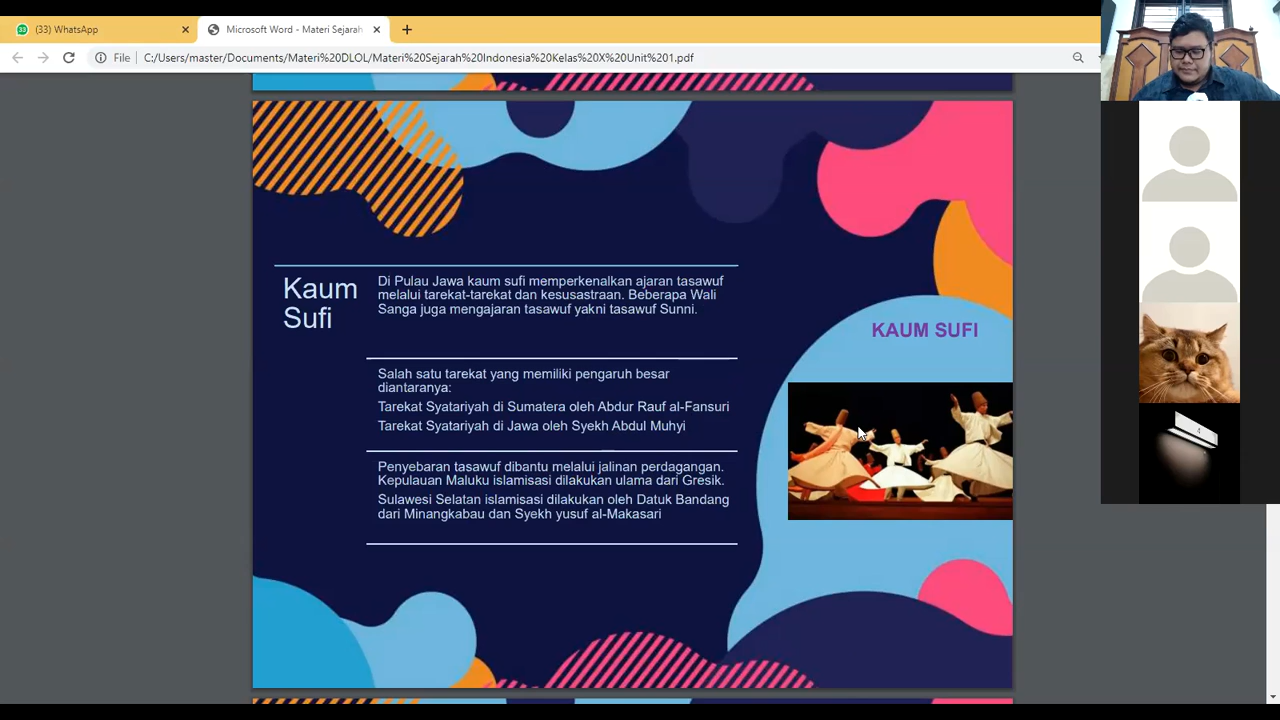 (33) WhatsApp
Microsoft Word - Materi Sejarah
File
C:/Users/master/Documents/Materi%20DLOL/Materi%20Sejarah%20Indonesia%20Kelas%20X%20Unit%201.pdf
Kaum
Sufi
Di Pulau Jawa kaum sufi memperkenalkan ajaran tasawuf
melalui tarekat-tarekat dan kesusastraan. Beberapa Wali
Sanga juga mengajaran tasawuf yakni tasawuf Sunni.
Salah satu tarekat yang memiliki pengaruh besar
diantaranya:
Tarekat Syatariyah di Sumatera oleh Abdur Rauf al-Fansuri
Tarekat Syatariyah di Jawa oleh Syekh Abdul Muhyi
Penyebaran tasawuf dibantu melalui jalinan perdagangan.
Kepulauan Maluku islamisasi dilakukan ulama dari Gresik.
Sulawesi Selatan islamisasi dilakukan oleh Datuk Bandang
dari Minangkabau dan Syekh yusuf al-Makasari
KAUM SUFI